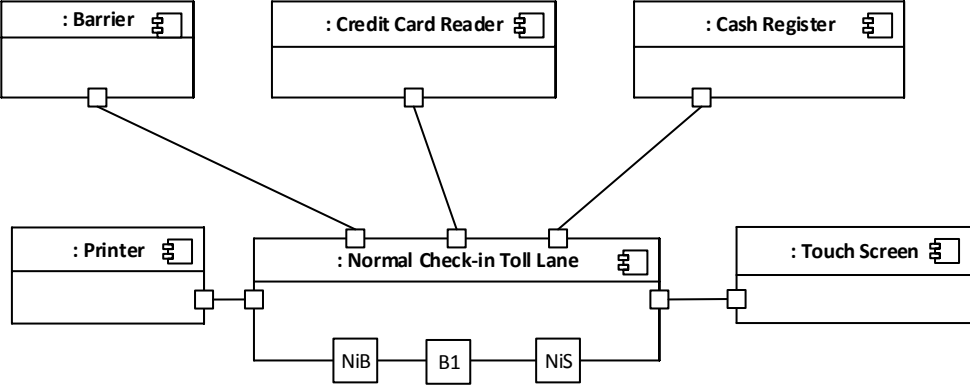 : Barrier
: Credit Card Reader
: Cash Register
: Printer
: Normal Check-in Toll Lane
: Touch Screen
NiB
B1
NiS